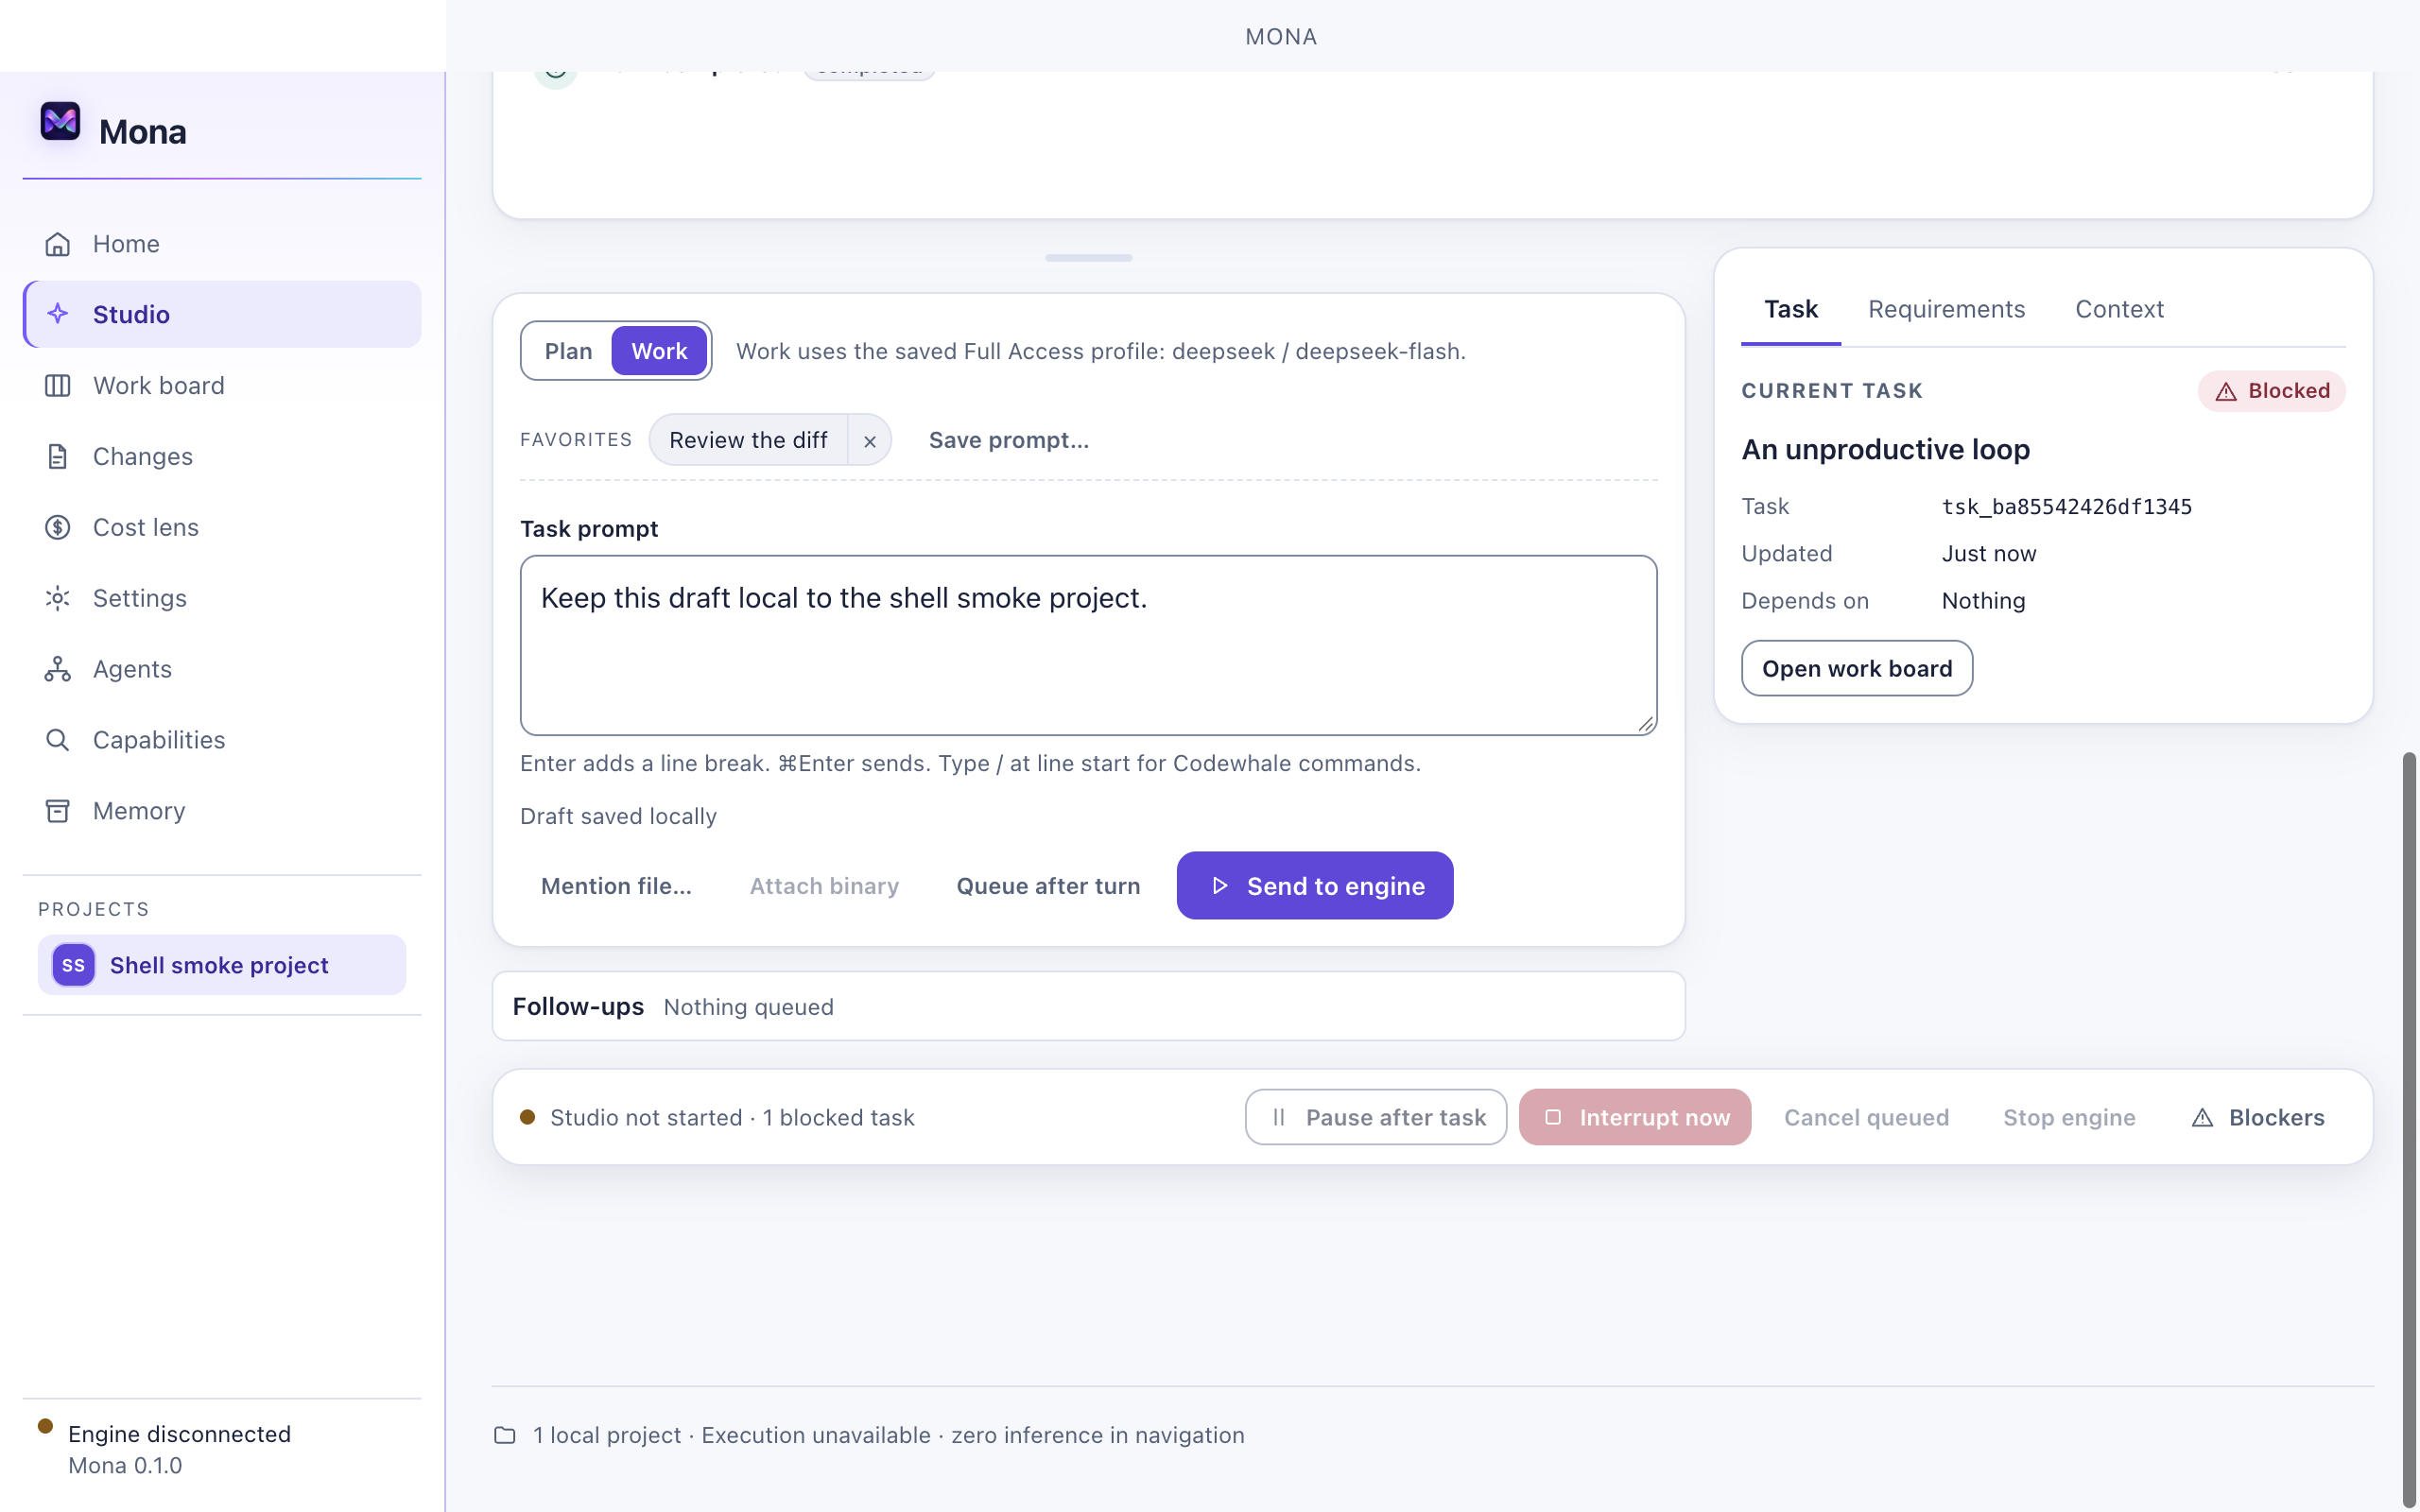 MONA
Mona
Home
Studio
Work board
Changes
Cost lens
Settings
Agents
Capabilities
Memory
PROJECTS
SS Shell smoke project
Engine disconnected
Mona 0.1.0
Plan Work Work uses the saved Full Access profile: deepseek / deepseek-flash.
FAVORITES Review the diff × Save prompt...
Task prompt
Keep this draft local to the shell smoke project.
Enter adds a line break. ⌘Enter sends. Type / at line start for Codewhale commands.
Draft saved locally
Mention file... Attach binary Queue after turn Send to engine
Follow-ups Nothing queued
Task Requirements Context
CURRENT TASK Blocked
An unproductive loop
Task tsk_ba85542426df1345
Updated Just now
Depends on Nothing
Open work board
Studio not started · 1 blocked task Pause after task Interrupt now Cancel queued Stop engine Blockers
1 local project · Execution unavailable · zero inference in navigation